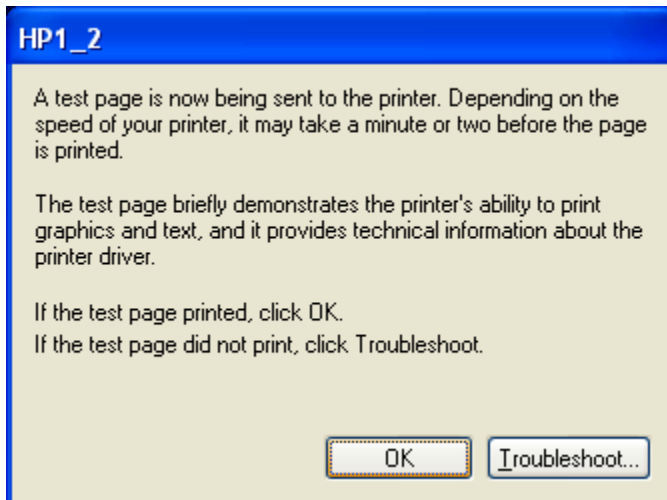 HP1_2
A test page is now being sent to the printer. Depending on the
speed of your printer, it may take a minute or two before the page
is printed.
The test page briefly demonstrates the printer's ability to print
graphics and text, and it provides technical information about the
printer driver.
If the test page printed, click OK.
If the test page did not print, click Troubleshoot.
OK
Troubleshoot...